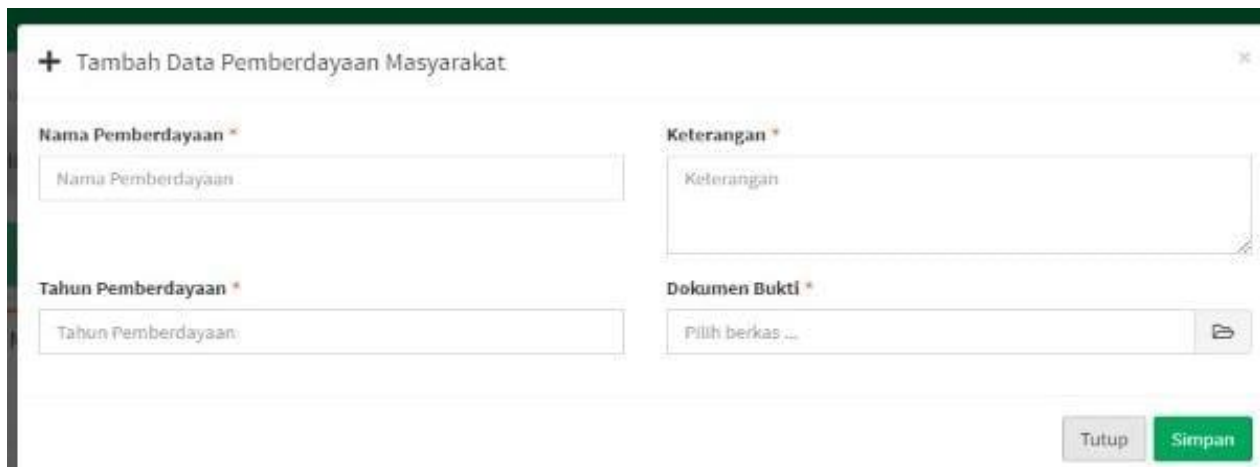 Tambah Data Pemberdayaan Masyarakat
Nama Pemberdayaan *
Nama Pemberdayaan
Keterangan *
Keterangan
Tahun Pemberdayaan *
Tahun Pemberdayaan
Dokumen Bukti *
Pilih berkas ...
Tutup
Simpan